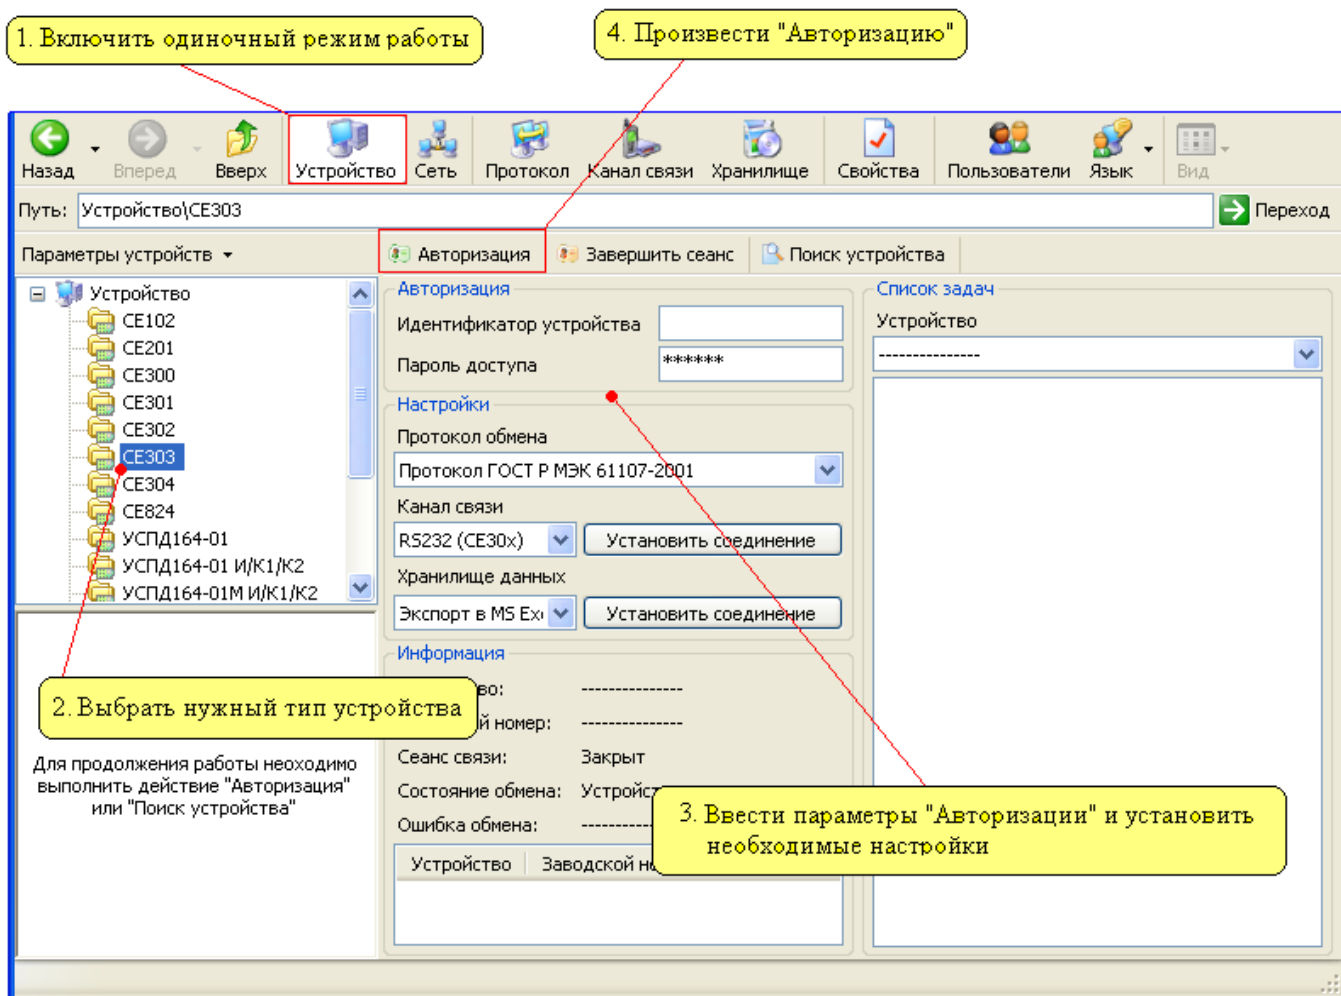 1. Включить одиночный режим работы
4. Произвести "Авторизацию"
Назад
Вперед
Вверх
Устройство
Сеть
Протокол
Канал связи
Хранилище
Свойства
Пользователи
Язык
Вид
Путь: Устройство\CE303
Переход
Параметры устройств
Авторизация
Завершить сеанс
Поиск устройства
Устройство
CE102
CE201
CE300
CE301
CE302
CE303
CE304
CE824
УСПД164-01
УСПД164-01 И/К1/К2
УСПД164-01М И/К1/К2
2. Выбрать нужный тип устройства
Для продолжения работы неоходимо
выполнить действие "Авторизация"
или "Поиск устройства"
Авторизация
Идентификатор устройства
Пароль доступа ******
Настройки
Протокол обмена
Протокол ГОСТ Р МЭК 61107-2001
Канал связи
RS232 (CE30x) Установить соединение
Хранилище данных
Экспорт в MS Exc Установить соединение
Информация
во: ---------------
й номер: ---------------
Сеанс связи: Закрыт
Состояние обмена: Устройст
Ошибка обмена: -----------
3. Ввести параметры "Авторизации" и установить
необходимые настройки
Устройство Заводской н
Список задач
Устройство
---------------